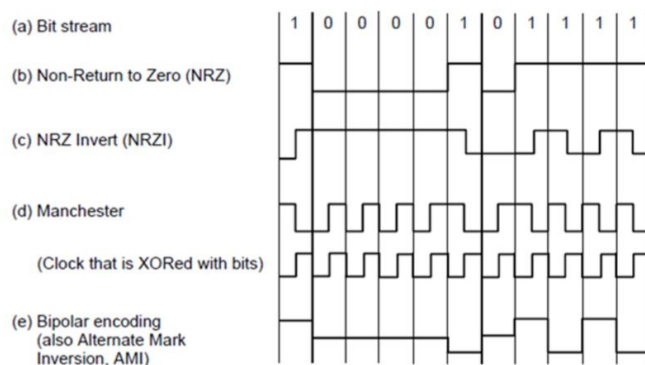 (a) Bit stream 1 0 0 0 0 1 0 1 1 1 1
(b) Non-Return to Zero (NRZ)
(c) NRZ Invert (NRZI)
(d) Manchester
(Clock that is XORed with bits)
(e) Bipolar encoding
(also Alternate Mark
Inversion, AMI)